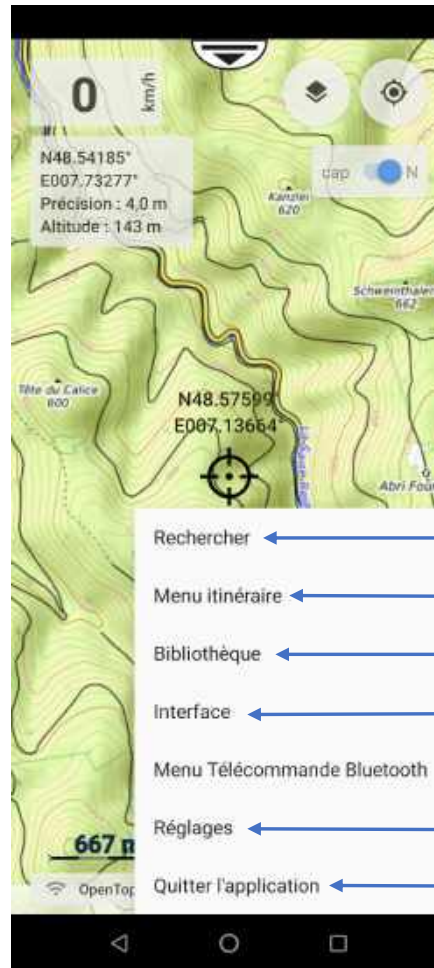 0
km/h
N48.54185°
E007.73277°
Précision : 4,0 m
Altitude : 143 m
cap
N
Kanzlei
620
Schweinthaler
662
Tête du Calice
600
N48.57599°
E007.13664°
Abri Four
Rechercher
Menu itinéraire
Bibliothèque
Interface
Menu Télécommande Bluetooth
Réglages
667 m
OpenTop
Quitter l'application